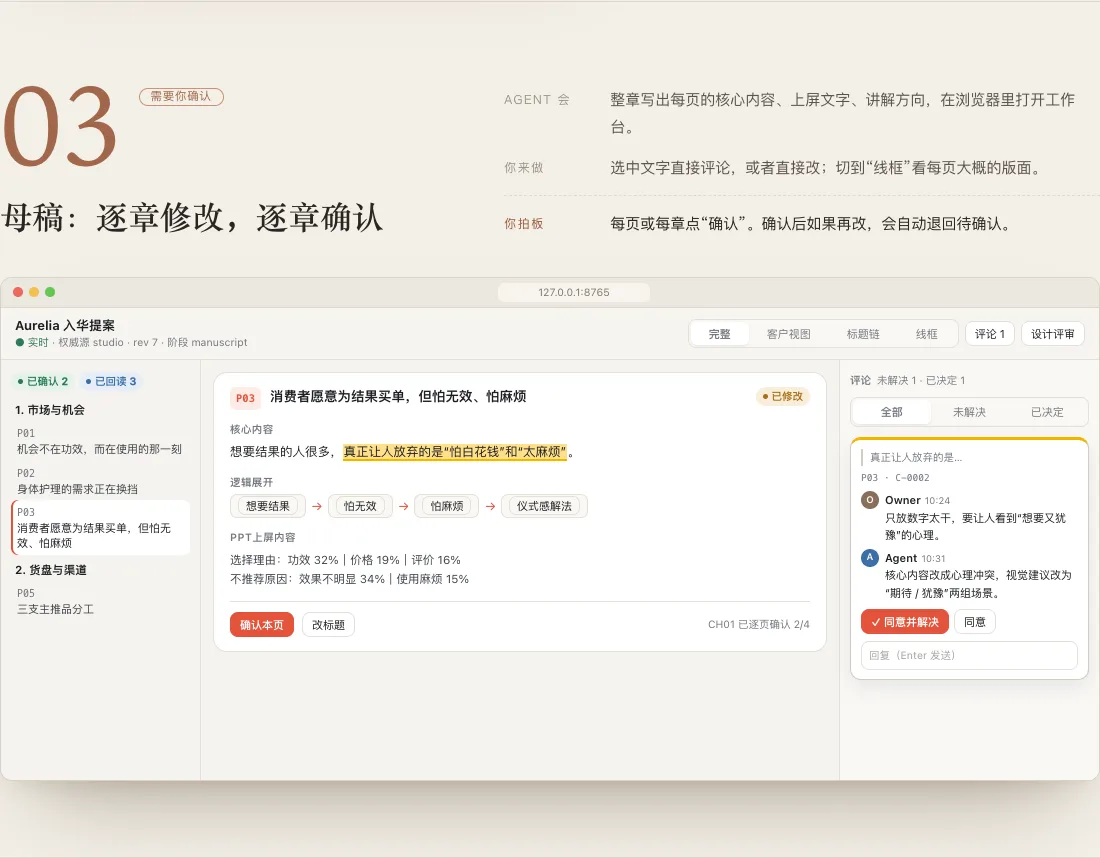 03
需要你确认
母稿：逐章修改，逐章确认
AGENT 会
整章写出每页的核心内容、上屏文字、讲解方向，在浏览器里打开工作
台。
你来做
选中文字直接评论，或者直接改；切到“线框”看每页大概的版面。
你拍板
每页或每章点“确认”。确认后如果再改，会自动退回待确认。
127.0.0.1:8765
Aurelia 入华提案
实时 · 权威源 studio · rev 7 · 阶段 manuscript
完整
客户视图
标题链
线框
评论 1
设计评审
已确认 2
已回读 3
1. 市场与机会
P01
机会不在功效，而在使用的那一刻
P02
身体护理的需求正在换挡
P03
消费者愿意为结果买单，但怕无
效、怕麻烦
2. 货盘与渠道
P05
三支主推品分工
P03
消费者愿意为结果买单，但怕无效、怕麻烦
已修改
核心内容
想要结果的人很多，真正让人放弃的是“怕白花钱”和“太麻烦”。
逻辑展开
想要结果 → 怕无效 → 怕麻烦 → 仪式感解法
PPT上屏内容
选择理由：功效 32%｜价格 19%｜评价 16%
不推荐原因：效果不明显 34%｜使用麻烦 15%
确认本页
改标题
CH01 已逐页确认 2/4
评论 未解决 1 · 已决定 1
全部
未解决
已决定
真正让人放弃的是…
P03 · C-0002
O
Owner 10:24
只放数字太干，要让人看到“想要又犹
豫”的心理。
A
Agent 10:31
核心内容改成心理冲突，视觉建议改为
“期待 / 犹豫”两组场景。
✓ 同意并解决
同意
回复（Enter 发送）